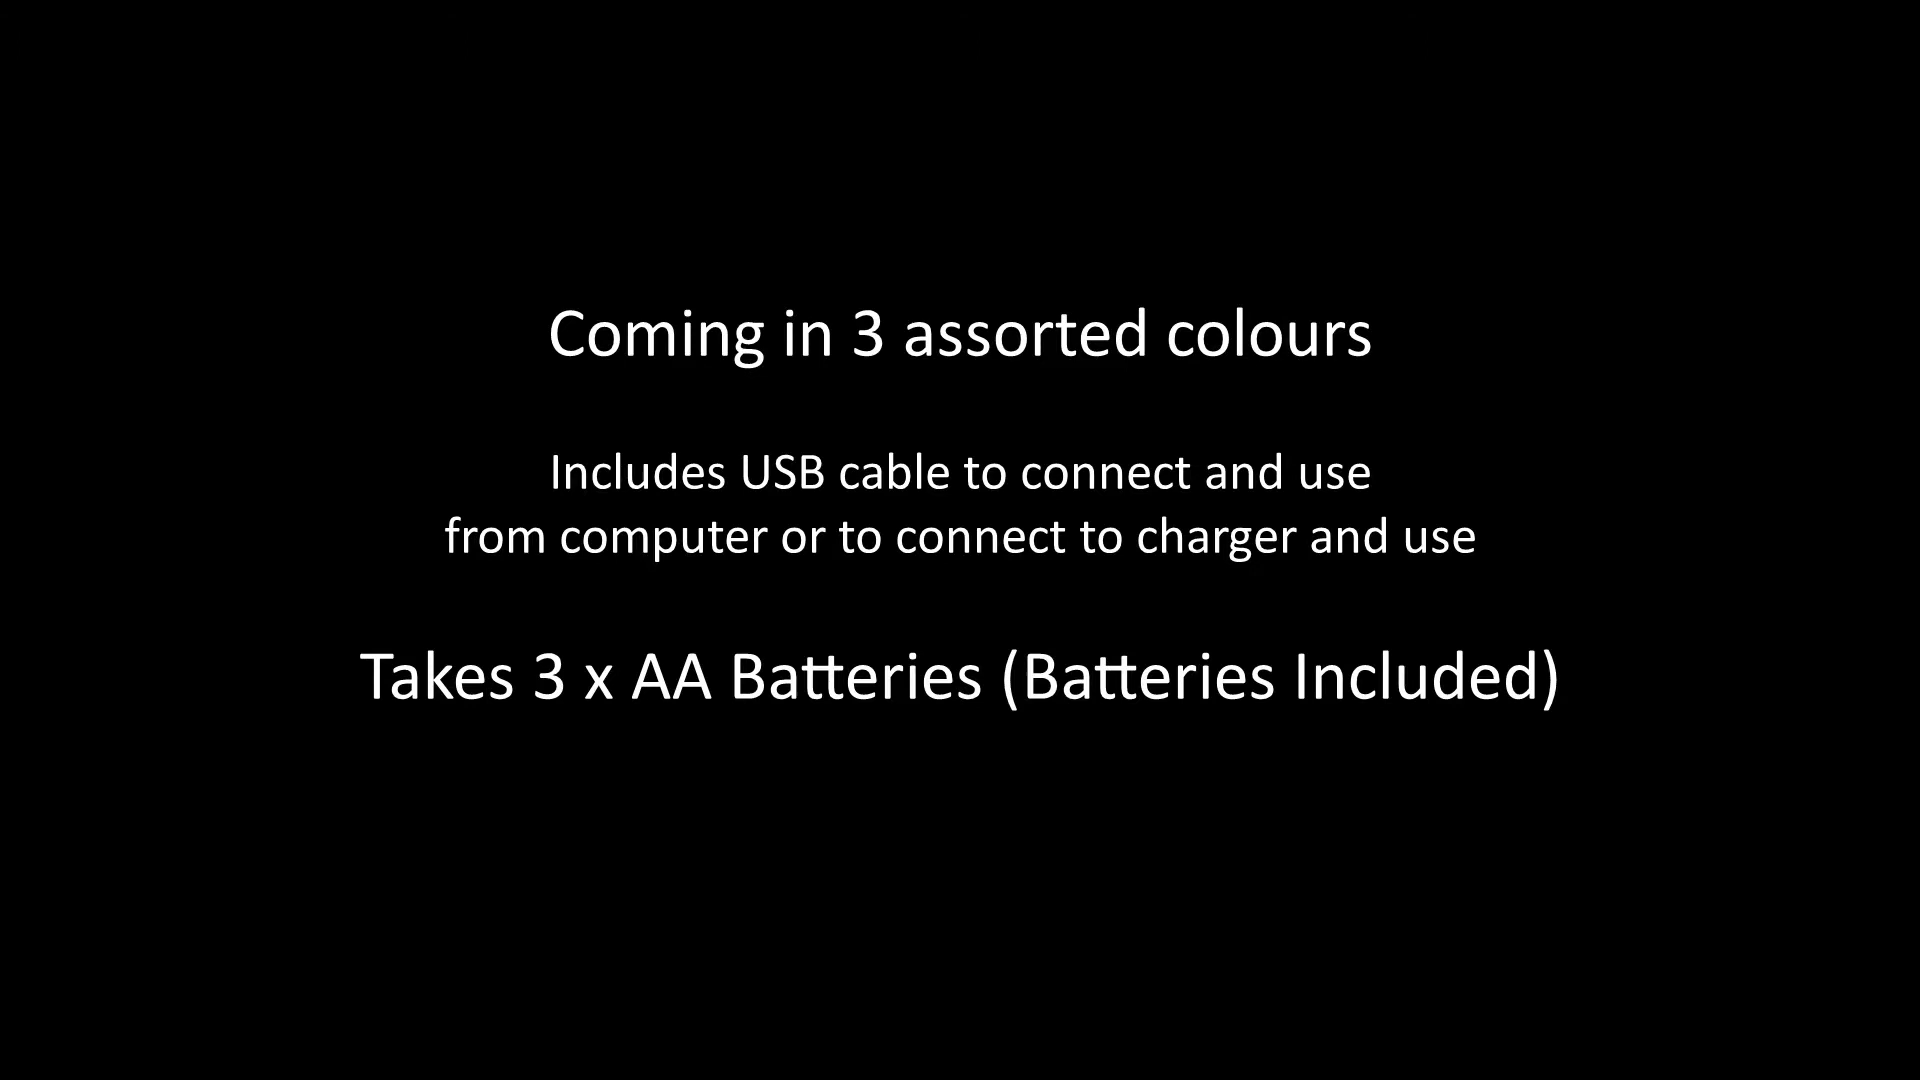 Coming in 3 assorted colours
Includes USB cable to connect and use
from computer or to connect to charger and use
Takes 3 x AA Batteries (Batteries Included)